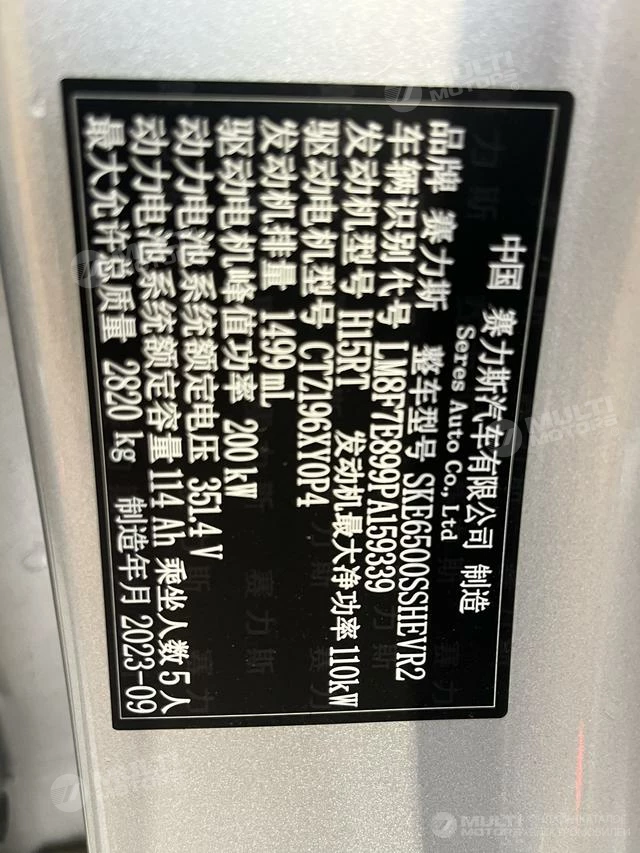 中国 赛力斯汽车有限公司 制造
Seres Auto Co., Ltd
品牌 赛力斯 整车型号 SKE6500SSHEVR2
车辆识别代号 LM8F7E899PA159339
发动机型号 H15RT 发动机最大净功率 110kW
驱动电机型号 CTZ196XY0P4
发动机排量 1499 mL
驱动电机峰值功率 200 kW
动力电池系统额定电压 351.4 V
动力电池系统额定容量 114 Ah 乘坐人数 5 人
最大允许总质量 2820 kg 制造年月 2023-09
MULTI
MOTORS